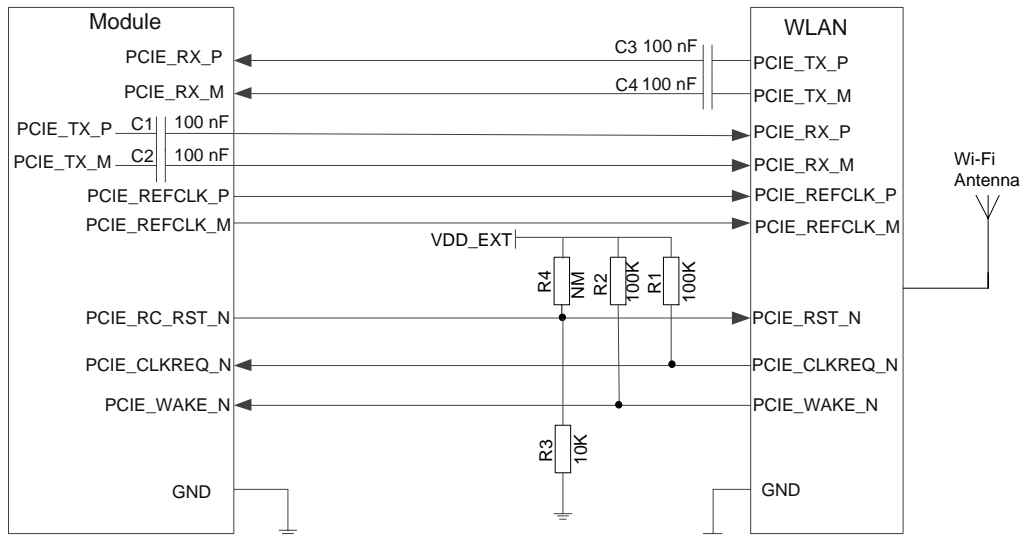 Module
WLAN
PCIE_RX_P
C3 100 nF
PCIE_TX_P
PCIE_RX_M
C4 100 nF
PCIE_TX_M
PCIE_TX_P
C1
100 nF
PCIE_RX_P
PCIE_TX_M
C2
100 nF
PCIE_RX_M
Wi-Fi
Antenna
PCIE_REFCLK_P
PCIE_REFCLK_P
PCIE_REFCLK_M
PCIE_REFCLK_M
VDD_EXT
R4
NM
R2
100K
R1
100K
PCIE_RC_RST_N
PCIE_RST_N
PCIE_CLKREQ_N
PCIE_CLKREQ_N
PCIE_WAKE_N
PCIE_WAKE_N
R3
10K
GND
GND